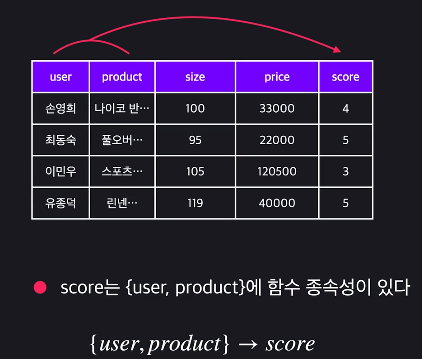 user product size price score
손영희 나이코 반… 100 33000 4
최동숙 풀오버… 95 22000 5
이민우 스포츠… 105 120500 3
유종덕 린넨… 119 40000 5
● score는 {user, product}에 함수 종속성이 있다
{user, product} → score